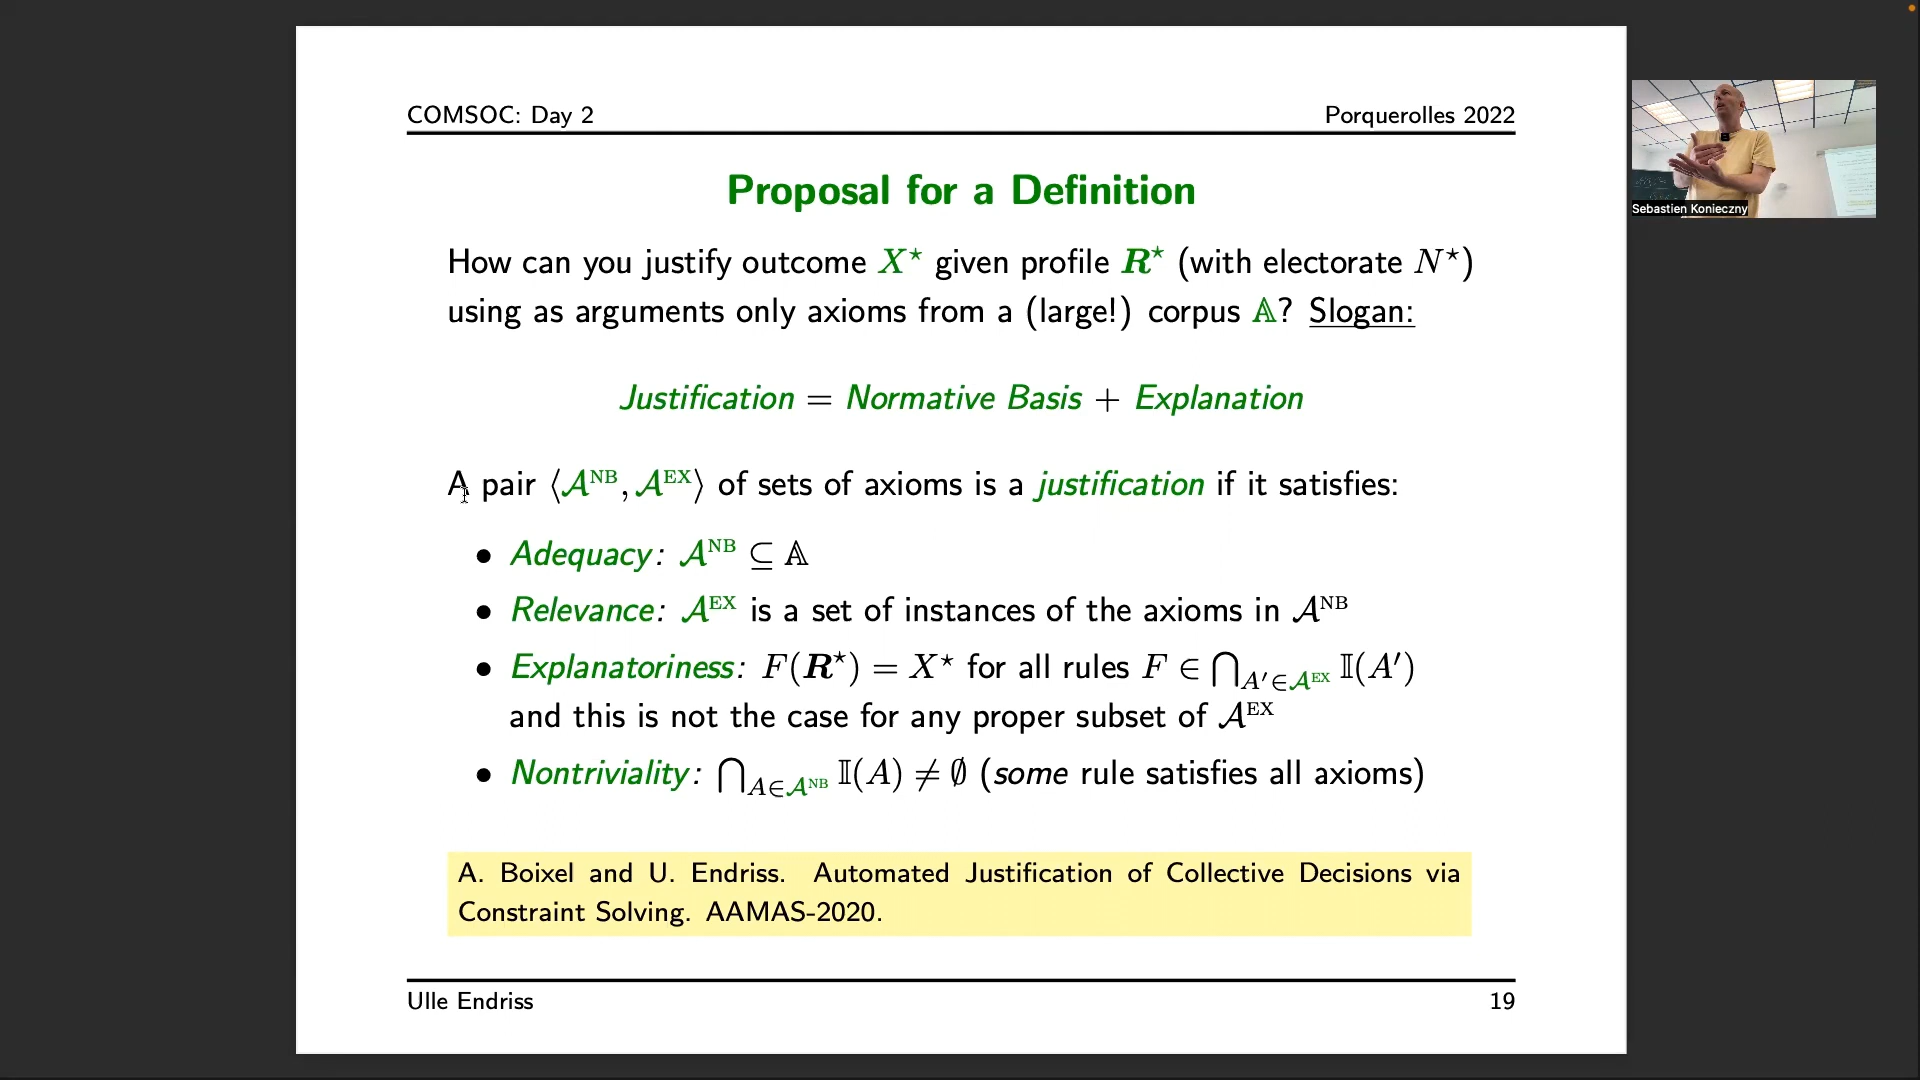 COMSOC: Day 2
Porquerolles 2022
Proposal for a Definition
How can you justify outcome X⋆ given profile R⋆ (with electorate N⋆)
using as arguments only axioms from a (large!) corpus 𝔸? Slogan:
Justification = Normative Basis + Explanation
A pair ⟨𝒜^NB, 𝒜^EX⟩ of sets of axioms is a justification if it satisfies:
• Adequacy: 𝒜^NB ⊆ 𝔸
• Relevance: 𝒜^EX is a set of instances of the axioms in 𝒜^NB
• Explanatoriness: F(R⋆) = X⋆ for all rules F ∈ ⋂_{A′∈𝒜^EX} 𝕀(A′)
and this is not the case for any proper subset of 𝒜^EX
• Nontriviality: ⋂_{A∈𝒜^NB} 𝕀(A) ≠ ∅ (some rule satisfies all axioms)
A. Boixel and U. Endriss. Automated Justification of Collective Decisions via
Constraint Solving. AAMAS-2020.
Ulle Endriss
19
Sebastien Konieczny